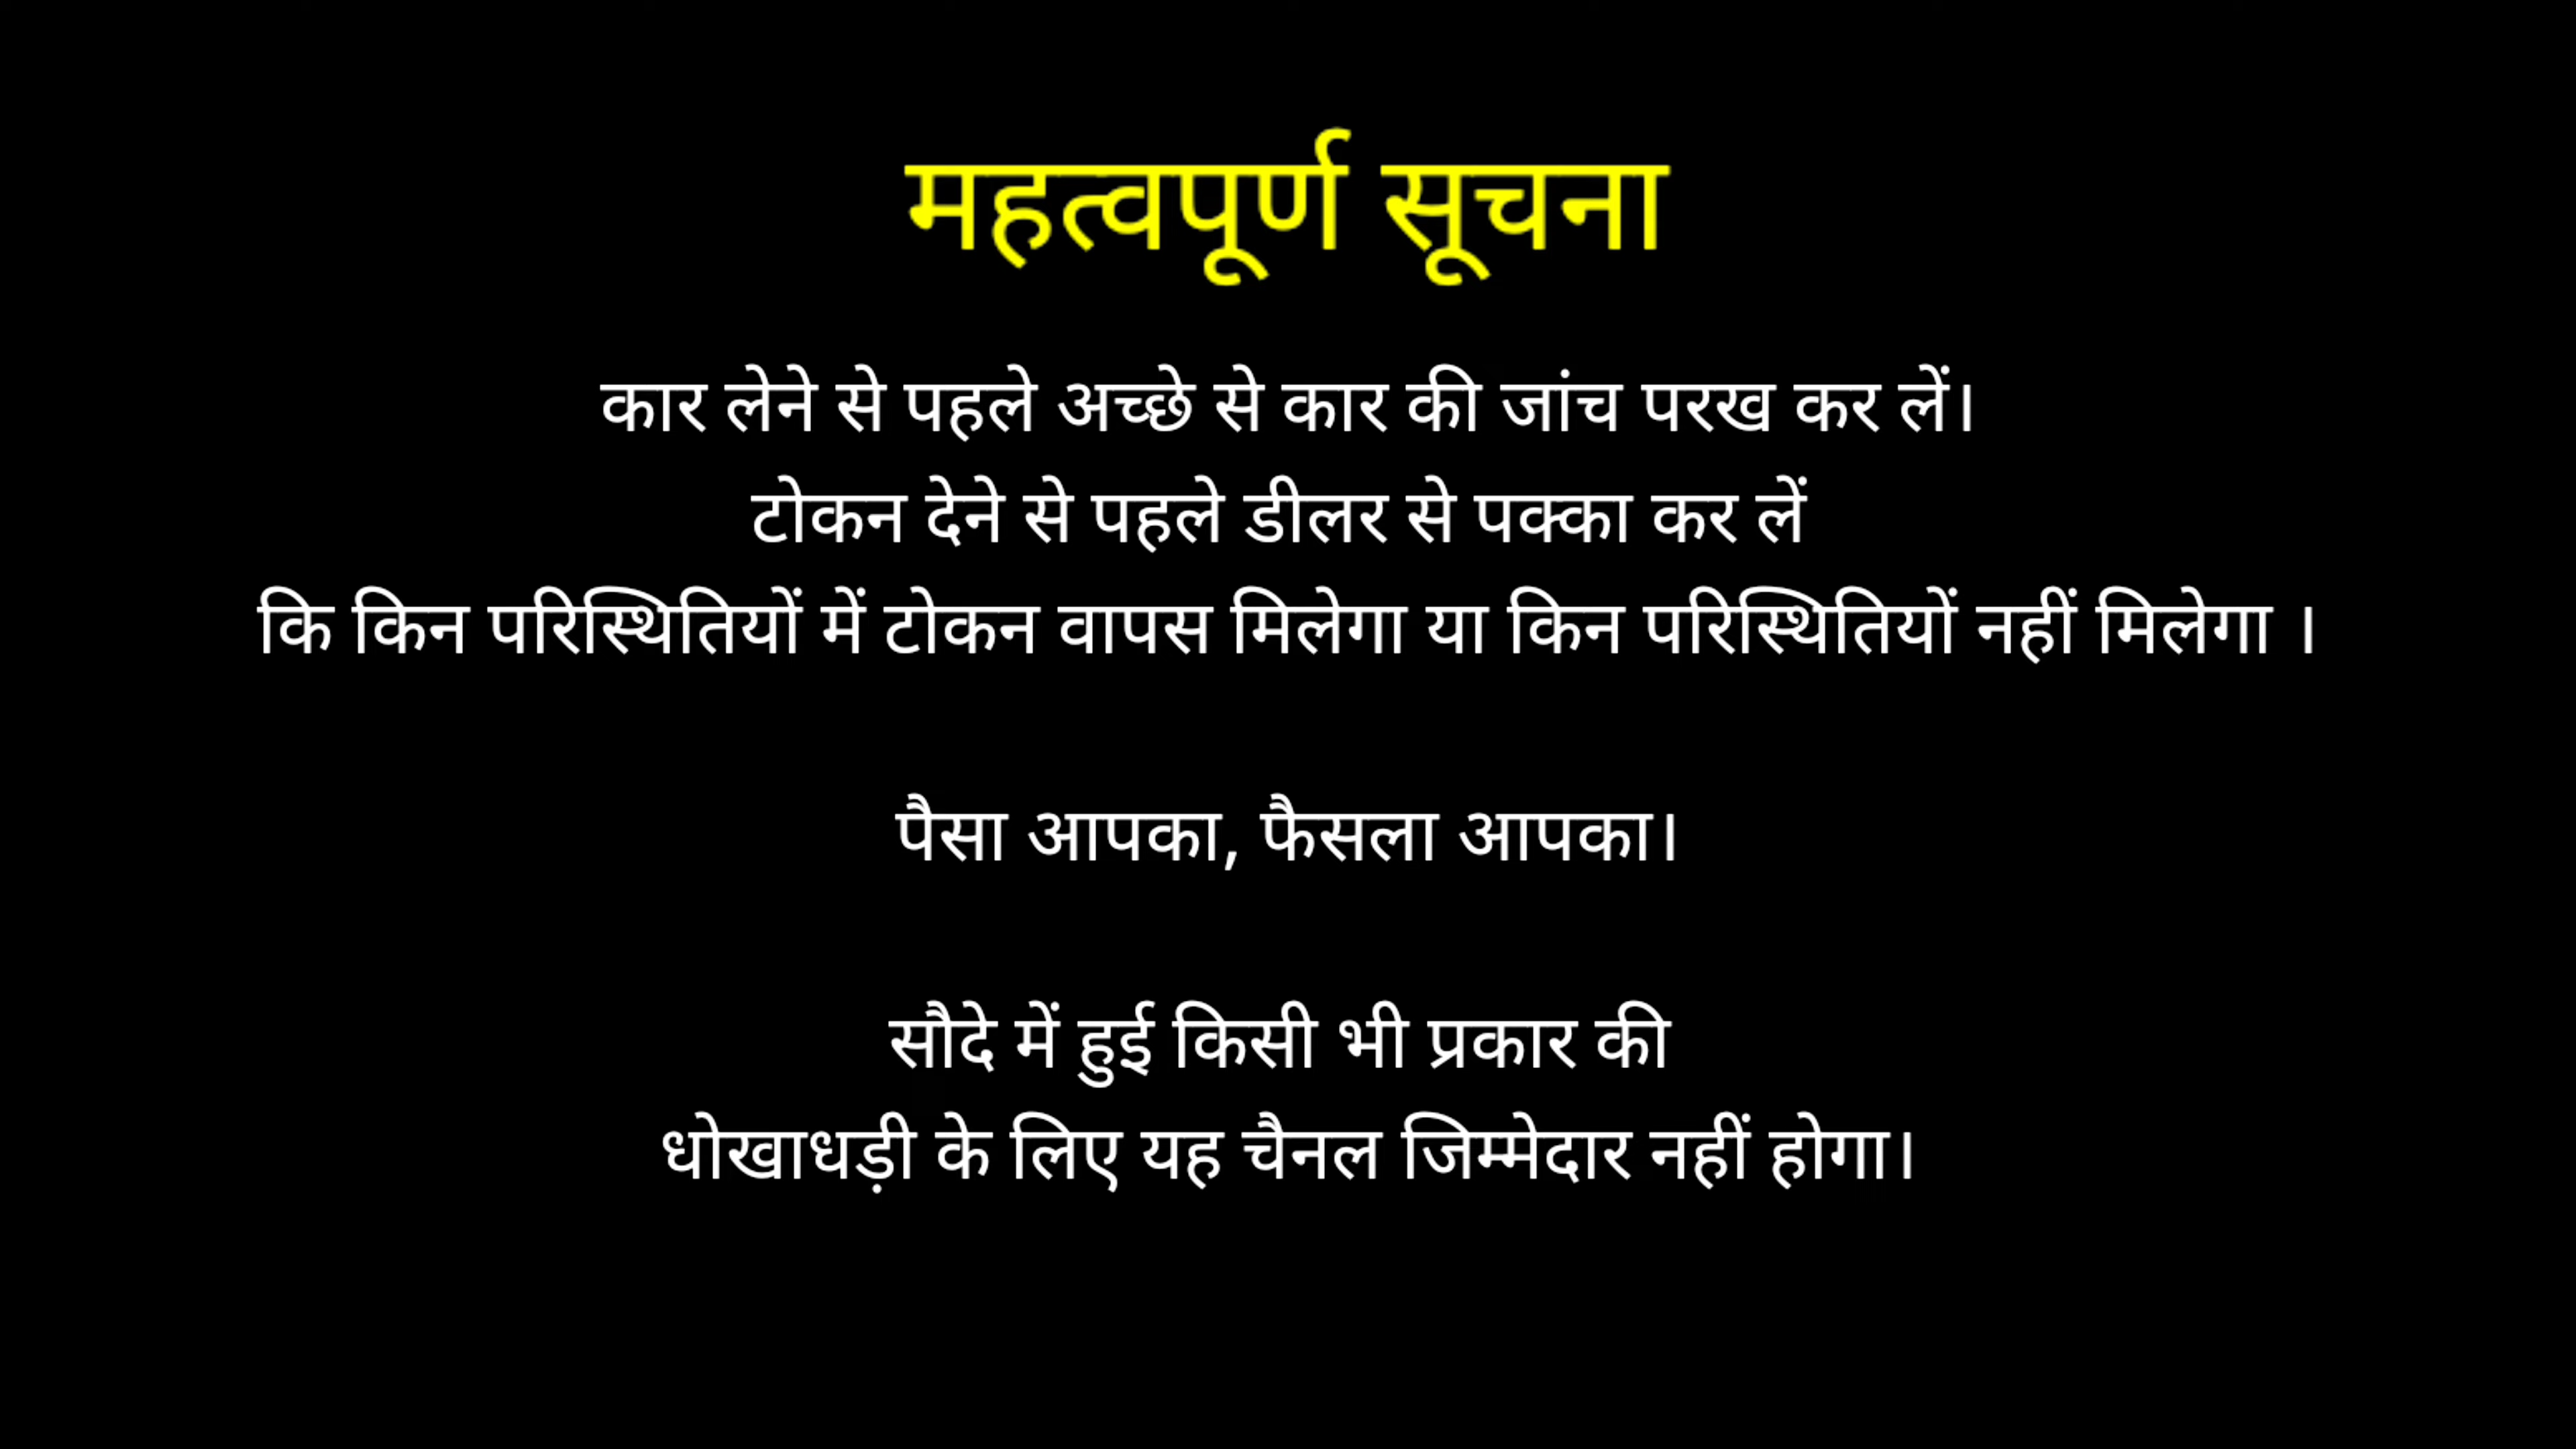 महत्वपूर्ण सूचना
कार लेने से पहले अच्छे से कार की जांच परख कर लें।
टोकन देने से पहले डीलर से पक्का कर लें
कि किन परिस्थितियों में टोकन वापस मिलेगा या किन परिस्थितियों नहीं मिलेगा ।
पैसा आपका, फैसला आपका।
सौदे में हुई किसी भी प्रकार की
धोखाधड़ी के लिए यह चैनल जिम्मेदार नहीं होगा।